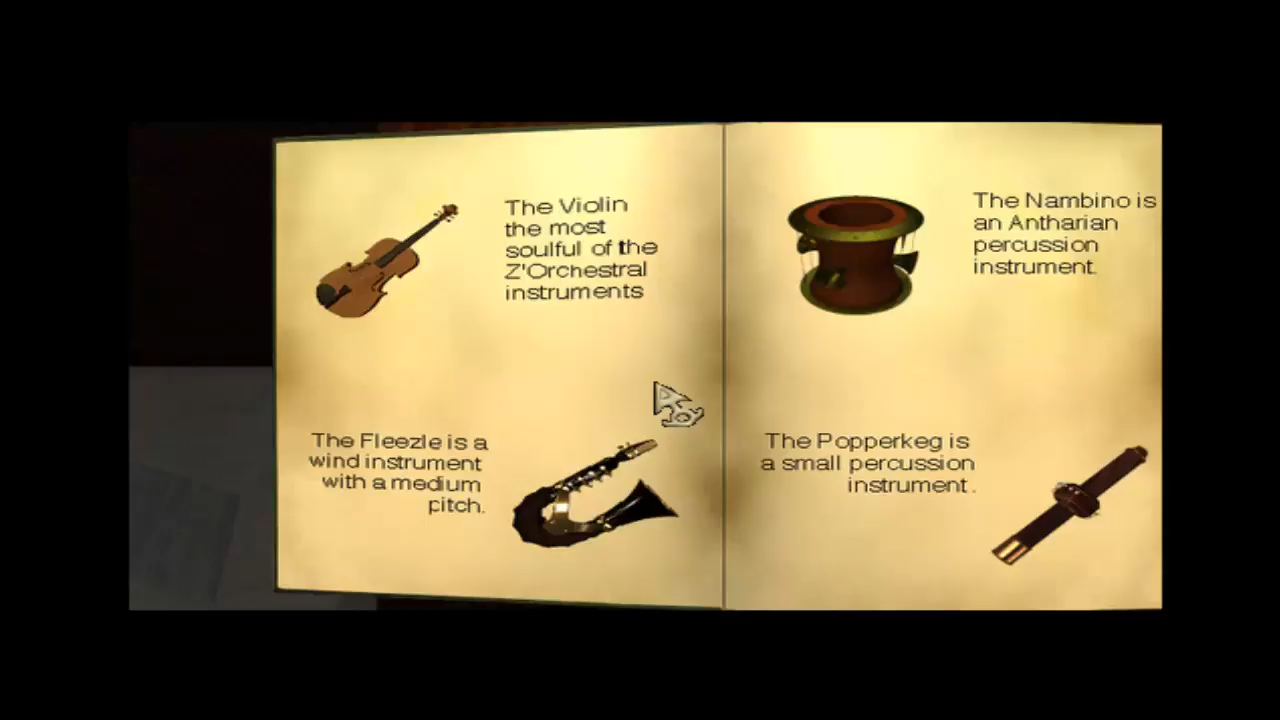 The Violin
the most
soulful of the
Z'Orchestral
instruments
The Fleezle is a
wind instrument
with a medium
pitch.
The Nambino is
an Antharian
percussion
instrument.
The Popperkeg is
a small percussion
instrument.